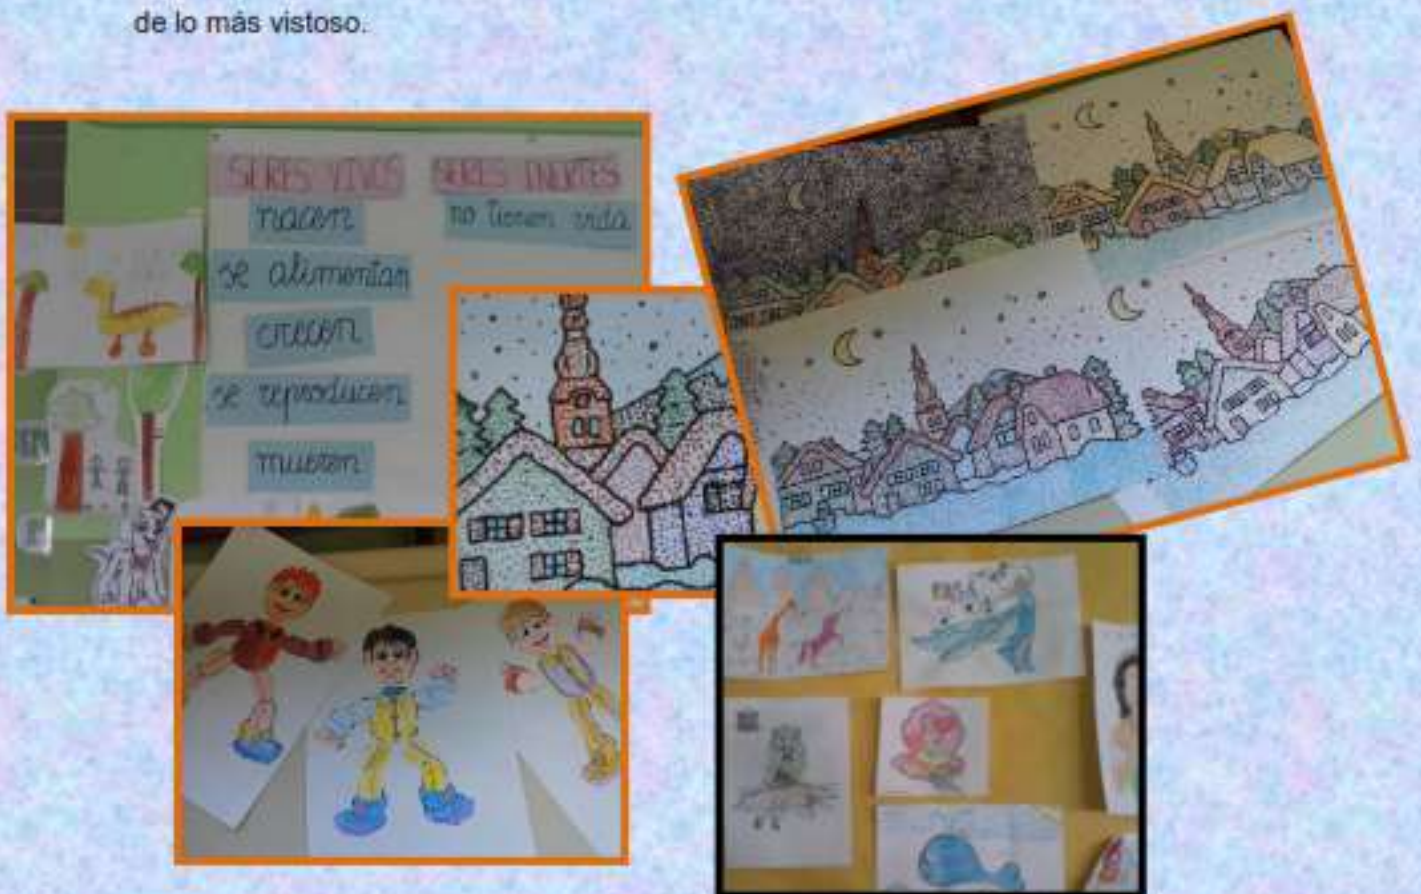 de lo más vistoso.
SERES VIVOS SERES INERTES
nacen no tienen vida
se alimentan
crecen
se reproducen
mueren